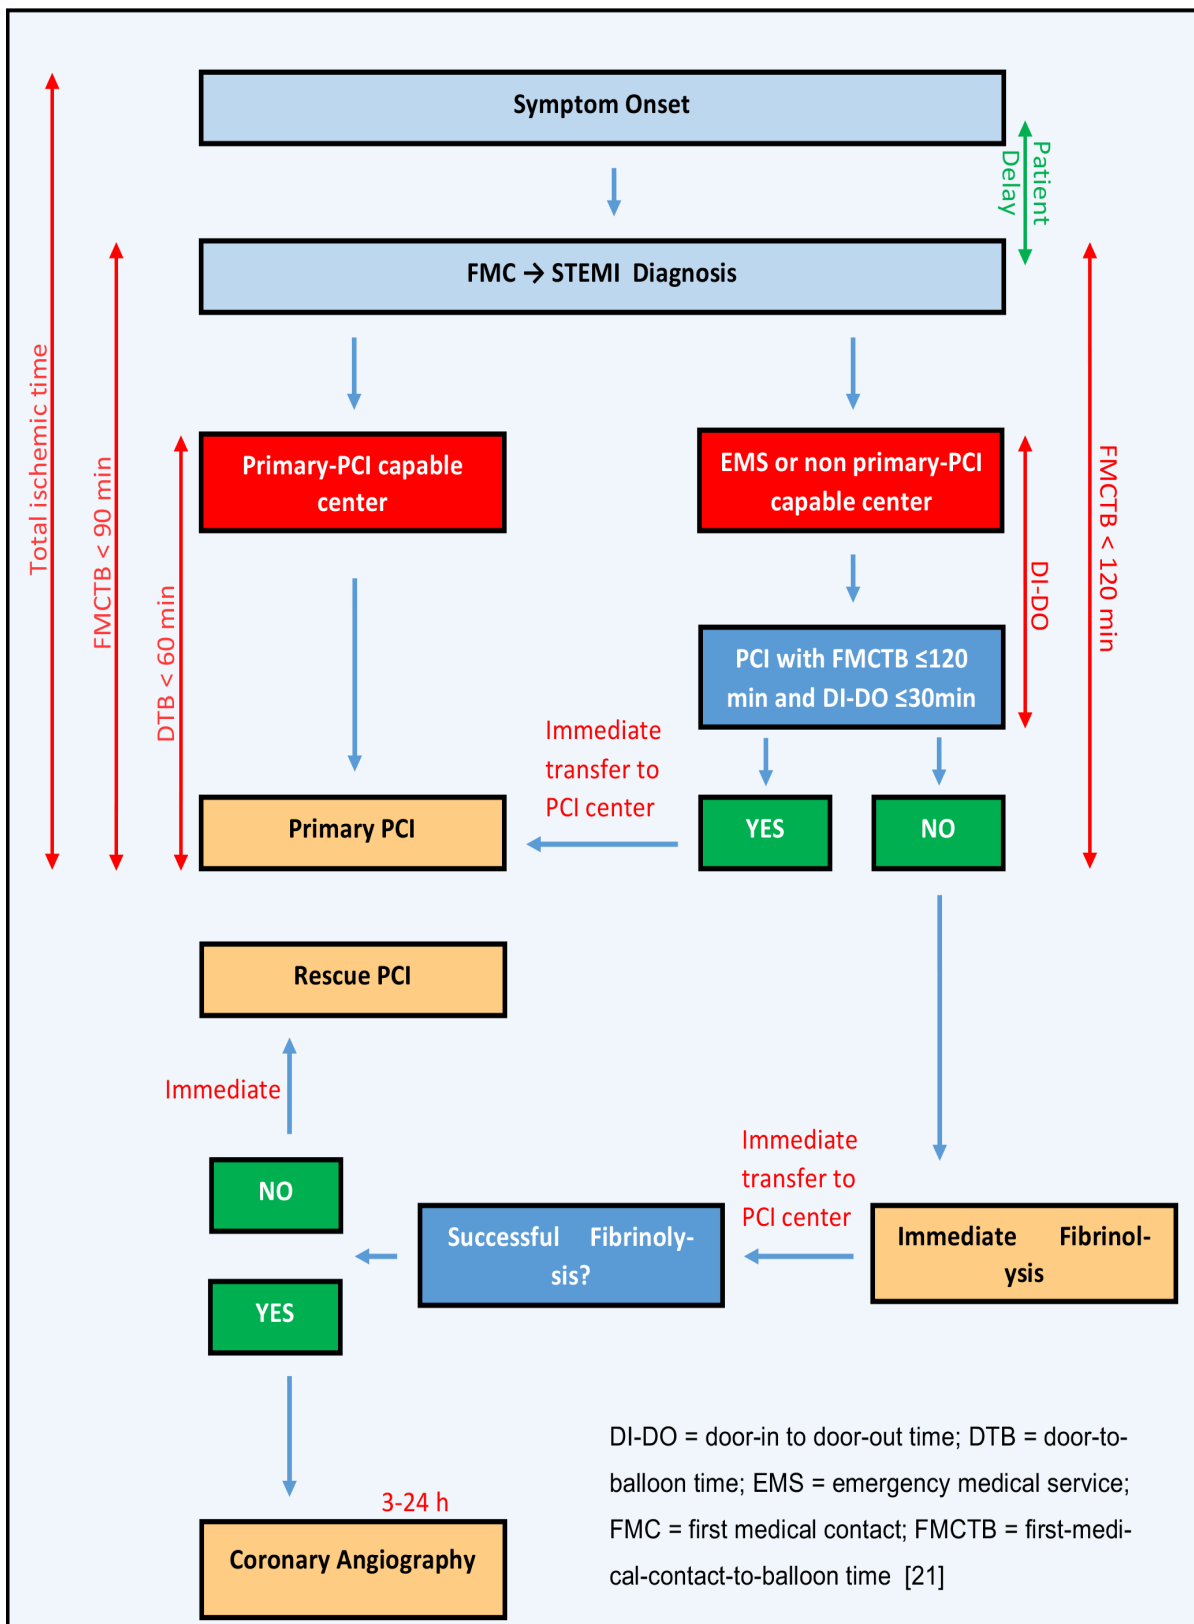 Symptom Onset
Patient
Delay
FMC → STEMI Diagnosis
Total ischemic time
FMCTB < 90 min
DTB < 60 min
Primary-PCI capable
center
EMS or non primary-PCI
capable center
DI-DO
FMCTB < 120 min
PCI with FMCTB ≤120
min and DI-DO ≤30min
Immediate
transfer to
PCI center
Primary PCI
YES
NO
Rescue PCI
Immediate
NO
YES
Successful Fibrinoly-
sis?
Immediate
transfer to
PCI center
Immediate Fibrinol-
ysis
3-24 h
Coronary Angiography
DI-DO = door-in to door-out time; DTB = door-to-
balloon time; EMS = emergency medical service;
FMC = first medical contact; FMCTB = first-medi-
cal-contact-to-balloon time [21]